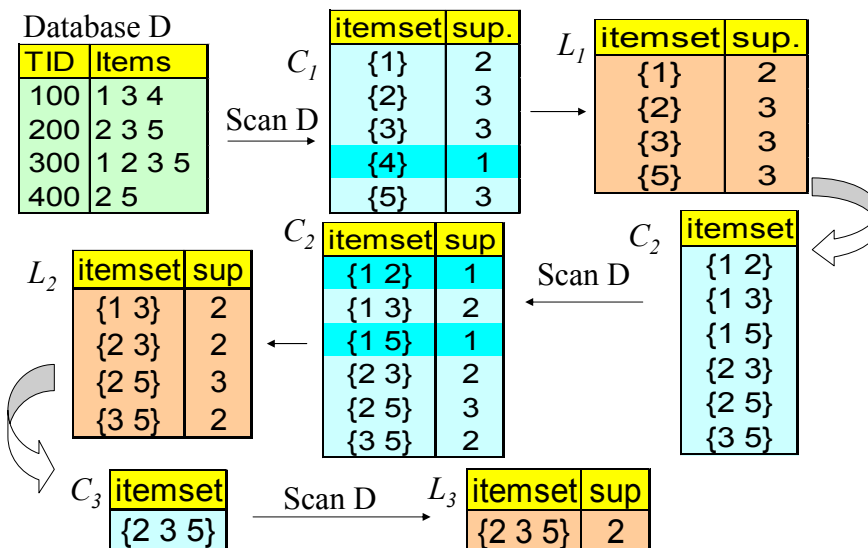 Database D
TID Items
100 1 3 4
200 2 3 5
300 1 2 3 5
400 2 5
Scan D
C1
itemset sup.
{1} 2
{2} 3
{3} 3
{4} 1
{5} 3
L1
itemset sup.
{1} 2
{2} 3
{3} 3
{5} 3
C2
itemset
{1 2}
{1 3}
{1 5}
{2 3}
{2 5}
{3 5}
Scan D
C2
itemset sup
{1 2} 1
{1 3} 2
{1 5} 1
{2 3} 2
{2 5} 3
{3 5} 2
L2
itemset sup
{1 3} 2
{2 3} 2
{2 5} 3
{3 5} 2
C3
itemset
{2 3 5}
Scan D
L3
itemset sup
{2 3 5} 2